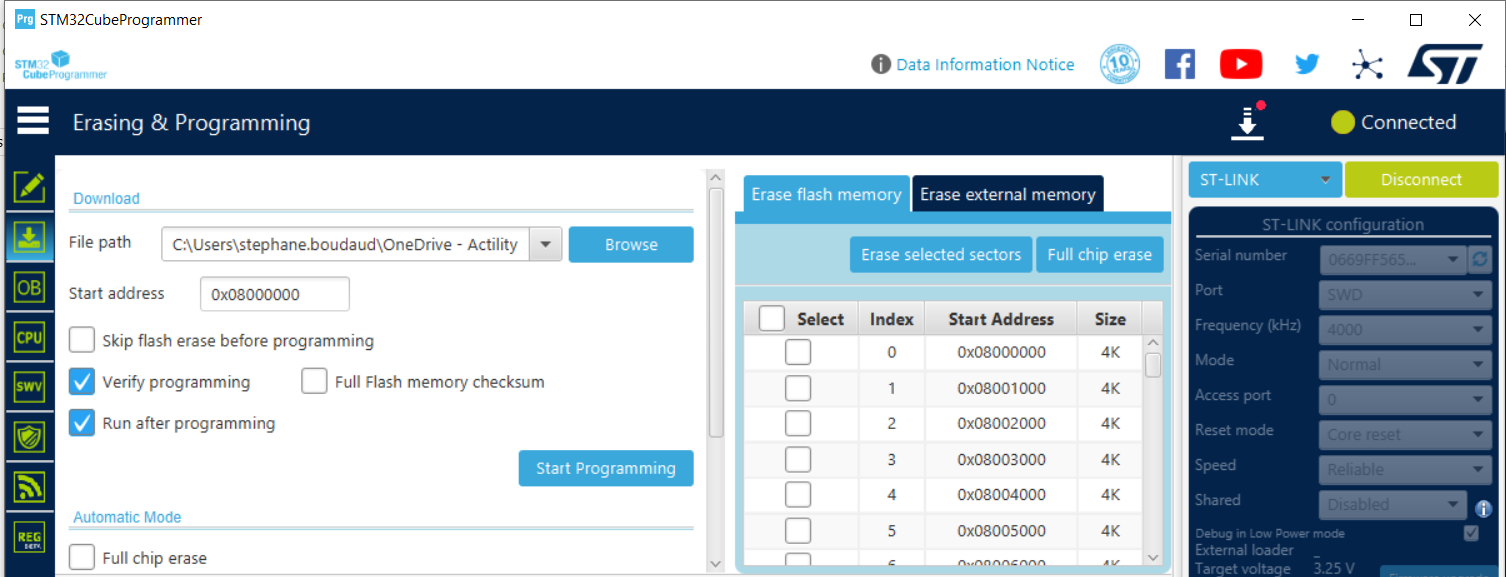 Prg STM32CubeProgrammer
STM32
CubeProgrammer
Data Information Notice
10
ST
Erasing & Programming
Connected
Download
File path
C:\Users\stephane.boudaud\OneDrive - Actility
Browse
Start address
0x08000000
Skip flash erase before programming
Verify programming
Full Flash memory checksum
Run after programming
Start Programming
Automatic Mode
Full chip erase
OB
CPU
SWV
REG
Erase flash memory
Erase external memory
Erase selected sectors
Full chip erase
Select Index Start Address Size
0 0x08000000 4K
1 0x08001000 4K
2 0x08002000 4K
3 0x08003000 4K
4 0x08004000 4K
5 0x08005000 4K
6 0x08006000 4K
ST-LINK
Disconnect
ST-LINK configuration
Serial number 0669FF565...
Port SWD
Frequency (kHz) 4000
Mode Normal
Access port 0
Reset mode Core reset
Speed Reliable
Shared Disabled
Debug in Low Power mode
External loader _
Target voltage 3.25 V